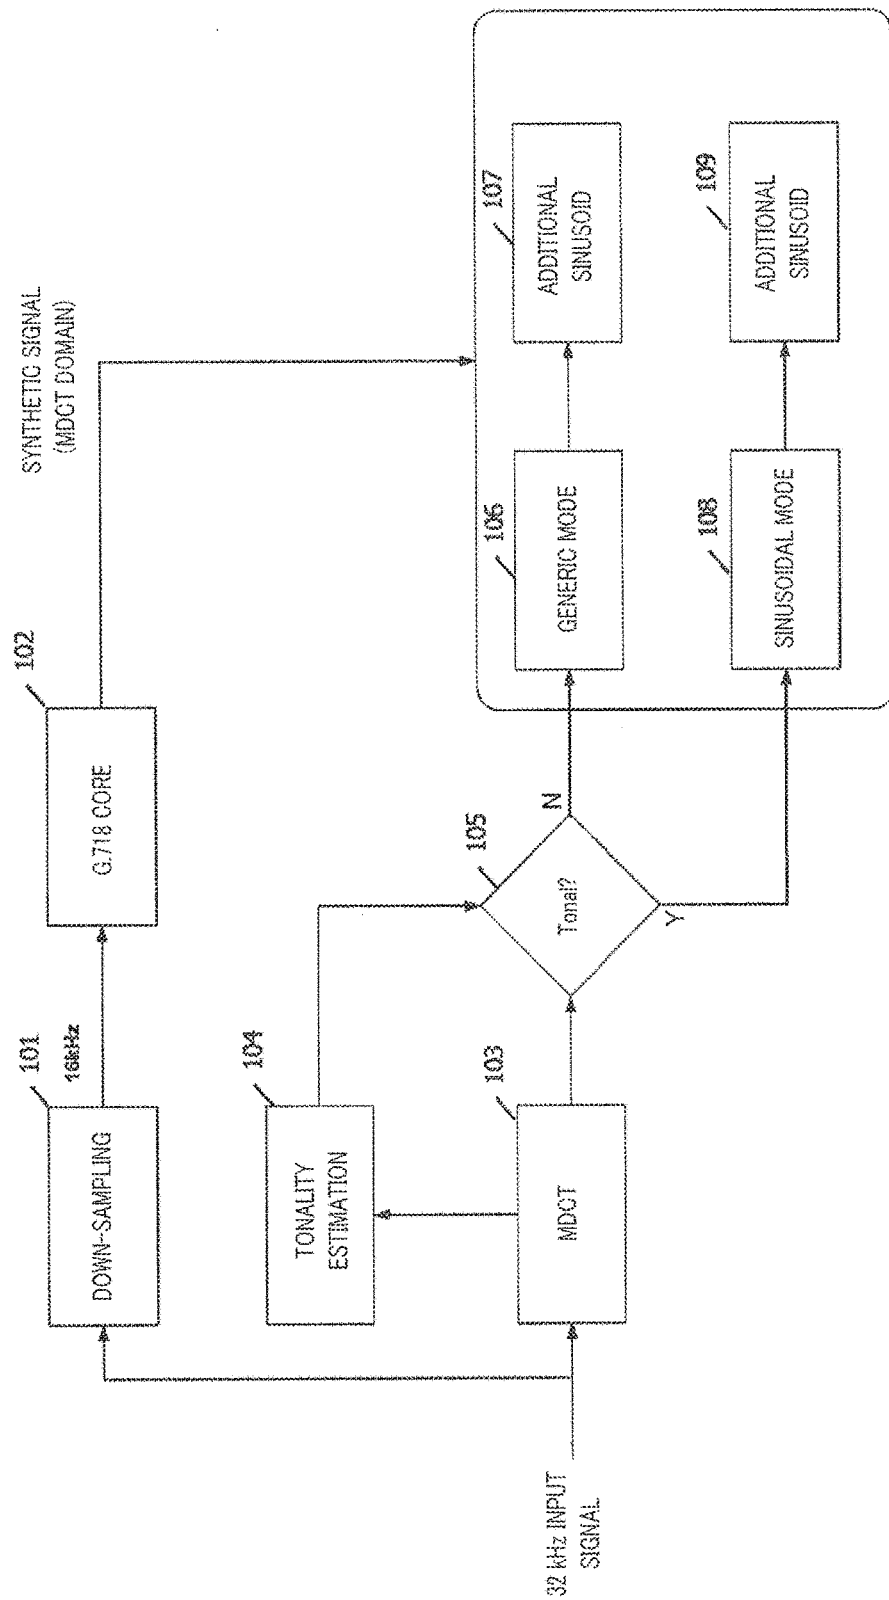 101
DOWN-SAMPLING
16kHz
102
G.718 CORE
SYNTHETIC SIGNAL
(MDCT DOMAIN)
104
TONALITY
ESTIMATION
32 kHz INPUT
SIGNAL
103
MDCT
105
Tonal?
N
Y
106
GENERIC MODE
107
ADDITIONAL
SINUSOID
108
SINUSOIDAL MODE
109
ADDITIONAL
SINUSOID